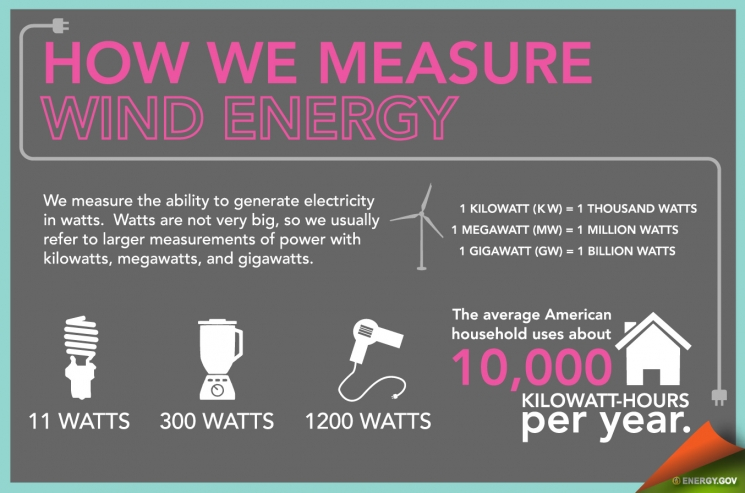 HOW WE MEASURE
WIND ENERGY
We measure the ability to generate electricity
in watts. Watts are not very big, so we usually
refer to larger measurements of power with
kilowatts, megawatts, and gigawatts.
1 KILOWATT (KW) = 1 THOUSAND WATTS
1 MEGAWATT (MW) = 1 MILLION WATTS
1 GIGAWATT (GW) = 1 BILLION WATTS
11 WATTS
300 WATTS
1200 WATTS
The average American
household uses about
10,000
KILOWATT-HOURS
per year.
ENERGY.GOV